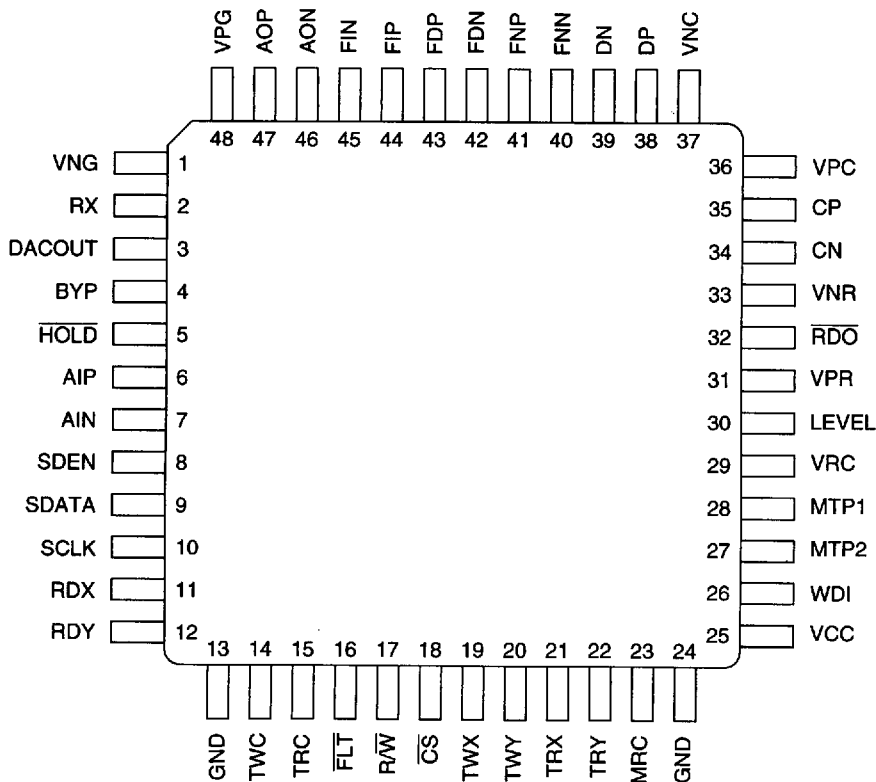 VPG AOP AON FIN FIP FDP FDN FNP FNN DN DP VNC
48 47 46 45 44 43 42 41 40 39 38 37
VNG 1 36 VPC
RX 2 35 CP
DACOUT 3 34 CN
BYP 4 33 VNR
H̅O̅L̅D̅ 5 32 R̅D̅O̅
AIP 6 31 VPR
AIN 7 30 LEVEL
SDEN 8 29 VRC
SDATA 9 28 MTP1
SCLK 10 27 MTP2
RDX 11 26 WDI
RDY 12 25 VCC
13 14 15 16 17 18 19 20 21 22 23 24
GND TWC TRC F̅L̅T̅ R/W̅ C̅S̅ TWX TWY TRX TRY MRC GND